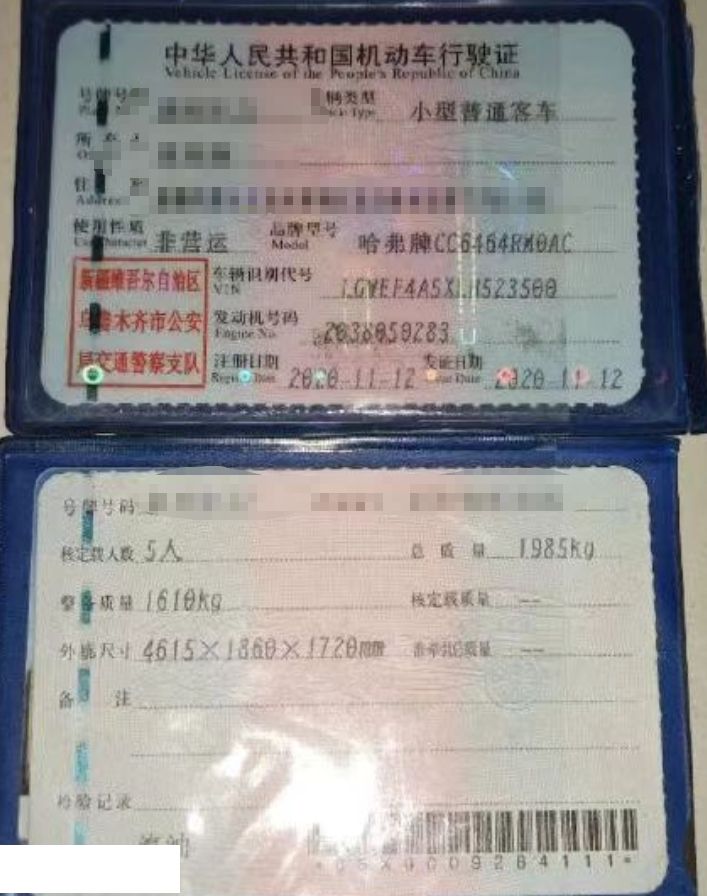 中华人民共和国机动车行驶证
Vehicle License of the People's Republic of China
号牌号 辆类型 小型普通客车
Type
所
住
Address
使用性质 非营运 品牌型号 哈弗牌CC6464RM0AC
Character Model
新疆维吾尔自治区
乌鲁木齐市公安
局交通警察支队
车辆识别代号 LGWEF4A5XLH523500
VIN
发动机号码 2036050283
Engine No.
注册日期 2020-11-12 发证日期 2020-11-12
Date Date
号牌号码
核定载人数 5人 总质量 1985kg
整备质量 1610kg 核定载质量 --
外廓尺寸 4615×1860×1720mm 准牵引总质量 --
备注
检验记录
汽油